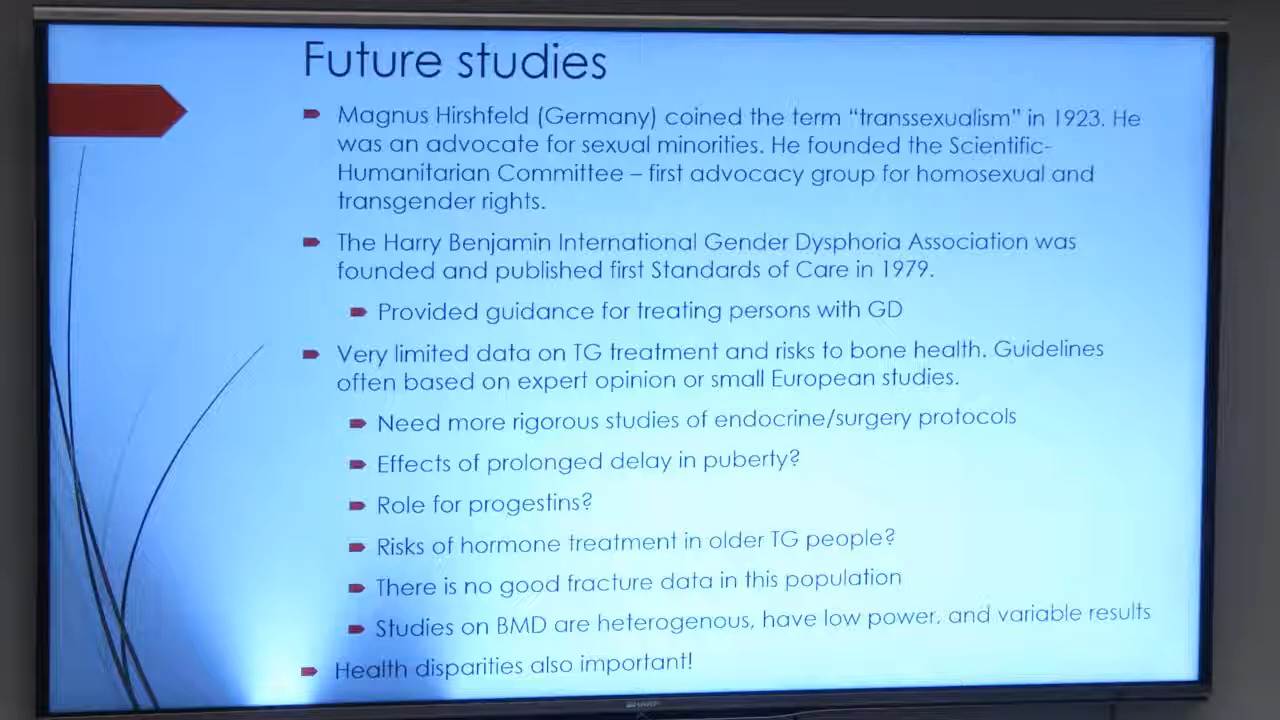 Future studies
Magnus Hirshfeld (Germany) coined the term “transsexualism” in 1923. He
was an advocate for sexual minorities. He founded the Scientific-
Humanitarian Committee – first advocacy group for homosexual and
transgender rights.
The Harry Benjamin International Gender Dysphoria Association was
founded and published first Standards of Care in 1979.
Provided guidance for treating persons with GD
Very limited data on TG treatment and risks to bone health. Guidelines
often based on expert opinion or small European studies.
Need more rigorous studies of endocrine/surgery protocols
Effects of prolonged delay in puberty?
Role for progestins?
Risks of hormone treatment in older TG people?
There is no good fracture data in this population
Studies on BMD are heterogenous, have low power, and variable results
Health disparities also important!
SHARP